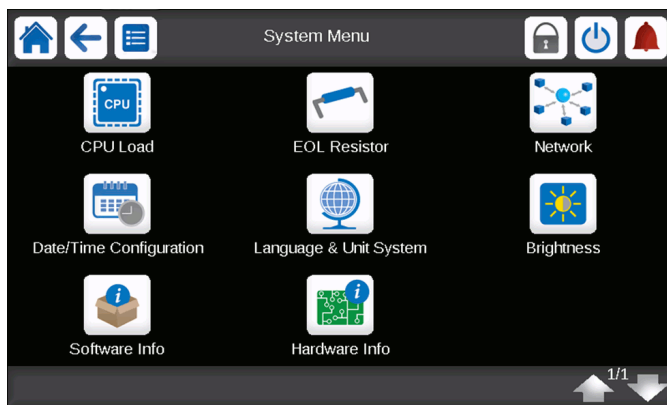 System Menu
CPU
CPU Load
EOL Resistor
Network
Date/Time Configuration
Language & Unit System
Brightness
i
i
Software Info
Hardware Info
1/1